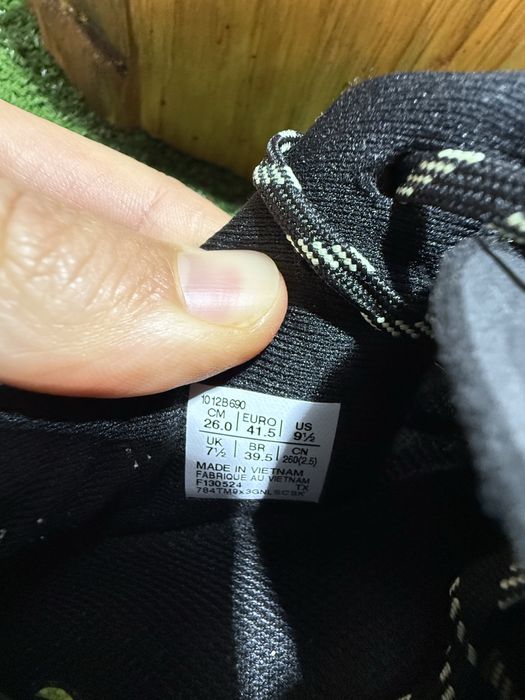 1012B690
CM EURO US
26.0 41.5 9½
UK BR CN
7½ 39.5 260(2.5)
MADE IN VIETNAM
FABRIQUE AU VIETNAM
F130524 TX
784TM9x3GNLSCBK